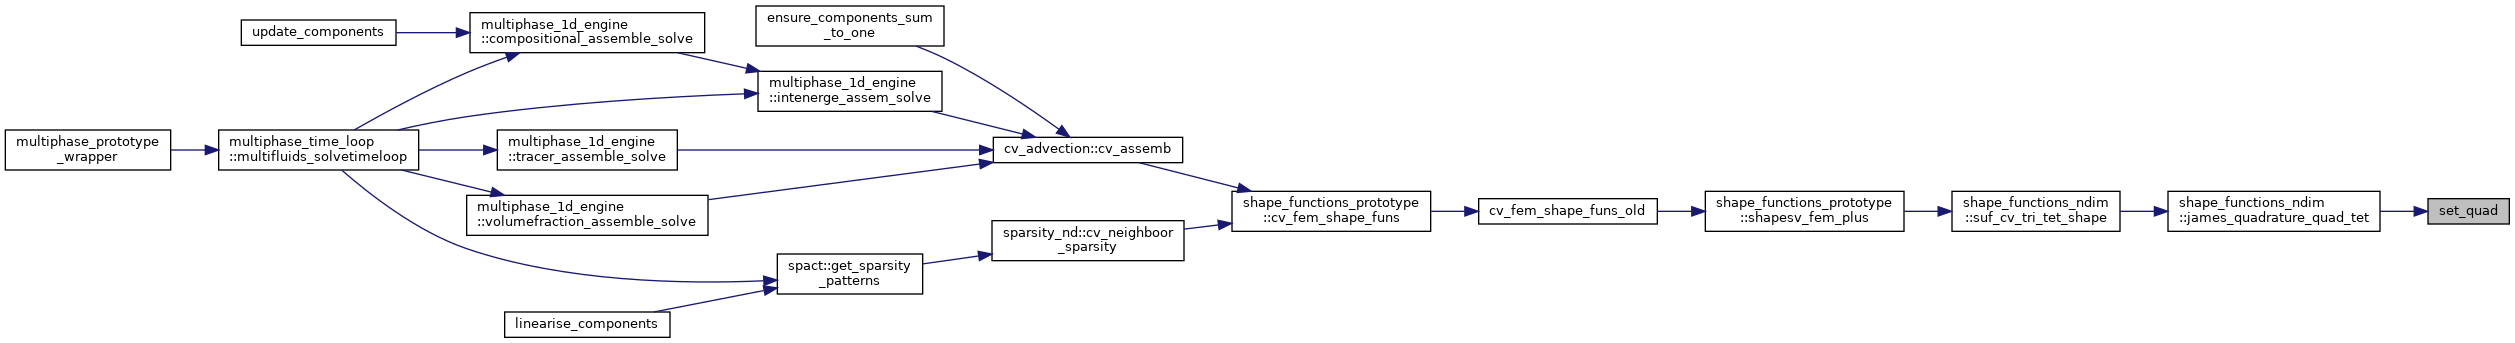 multiphase_prototype
_wrapper
update_components
multiphase_time_loop
::multifluids_solvetimeloop
multiphase_1d_engine
::compositional_assemble_solve
multiphase_1d_engine
::tracer_assemble_solve
multiphase_1d_engine
::volumefraction_assemble_solve
linearise_components
ensure_components_sum
_to_one
multiphase_1d_engine
::intenerge_assem_solve
spact::get_sparsity
_patterns
cv_advection::cv_assemb
sparsity_nd::cv_neighboor
_sparsity
shape_functions_prototype
::cv_fem_shape_funs
cv_fem_shape_funs_old
shape_functions_prototype
::shapesv_fem_plus
shape_functions_ndim
::suf_cv_tri_tet_shape
shape_functions_ndim
::james_quadrature_quad_tet
set_quad